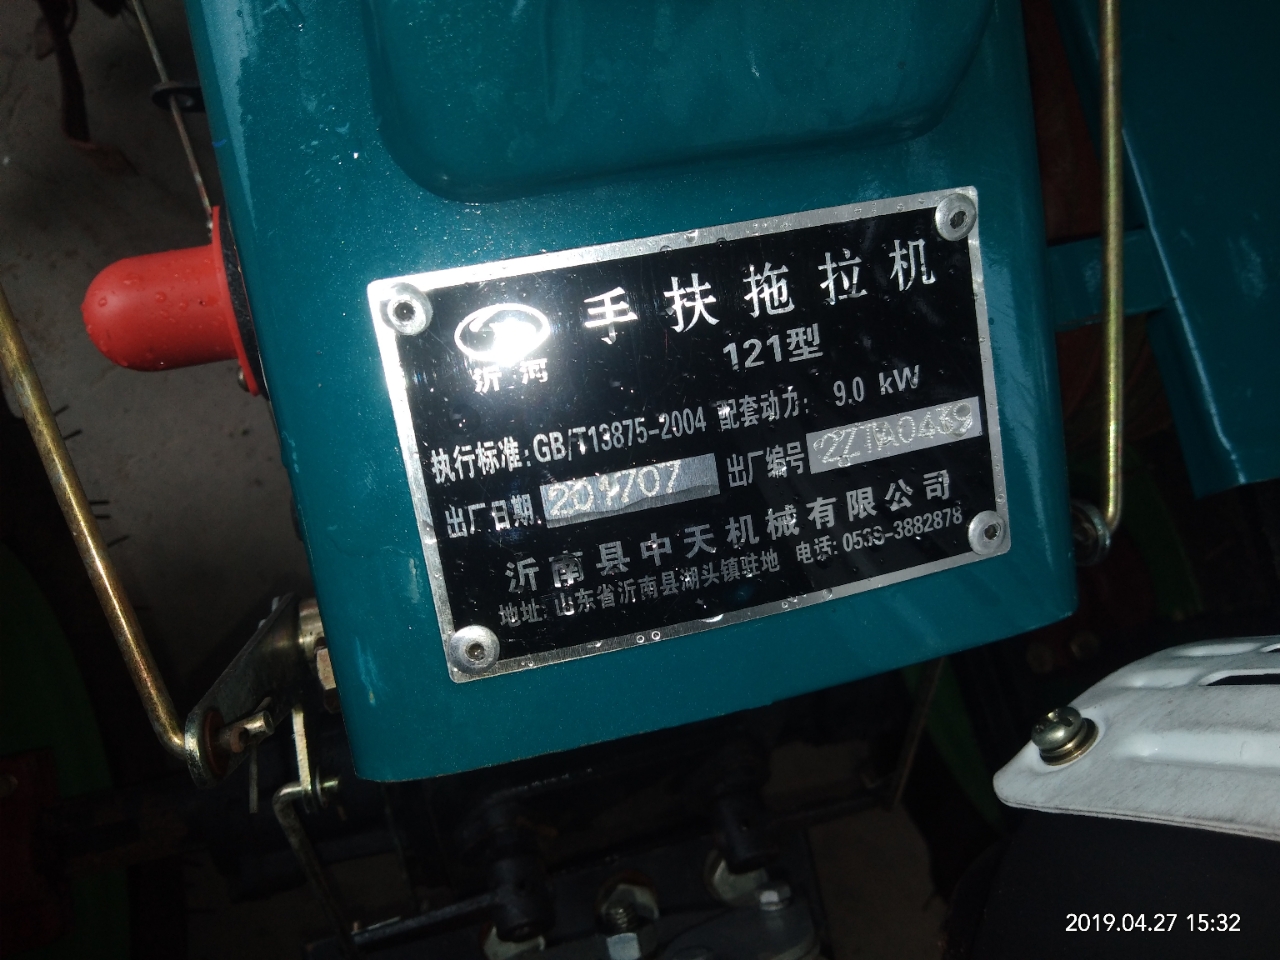 手扶拖拉机
沂河
121型
执行标准:GB/T13875-2004 配套动力: 9.0 kW
出厂日期: 出厂编号
沂南县中天机械有限公司
地址:山东省沂南县湖头镇驻地 电话:0539-3882878
2019.04.27 15:32